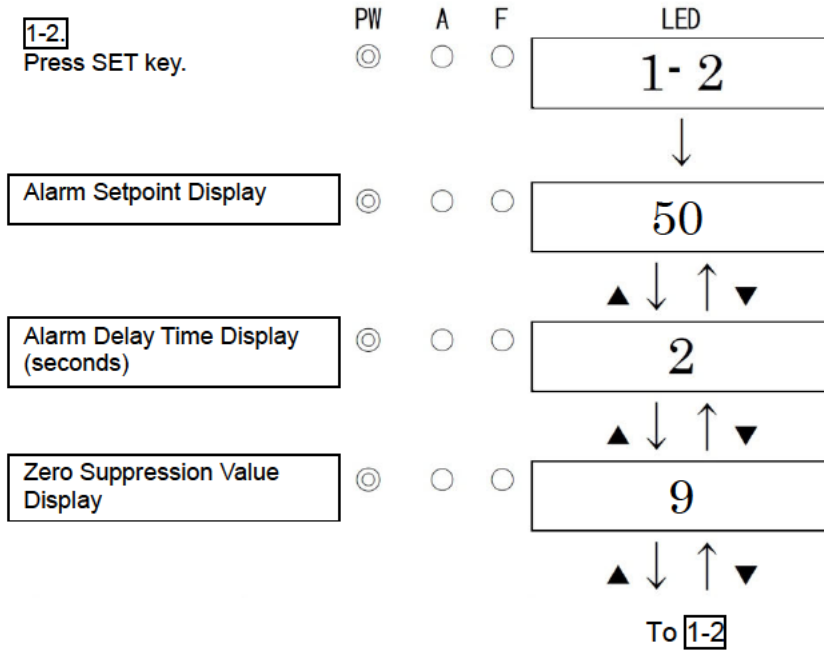 PW A F LED
1-2.
Press SET key.
1- 2
Alarm Setpoint Display
50
▲ ↓ ↑ ▼
Alarm Delay Time Display
(seconds)
2
▲ ↓ ↑ ▼
Zero Suppression Value
Display
9
▲ ↓ ↑ ▼
To 1-2